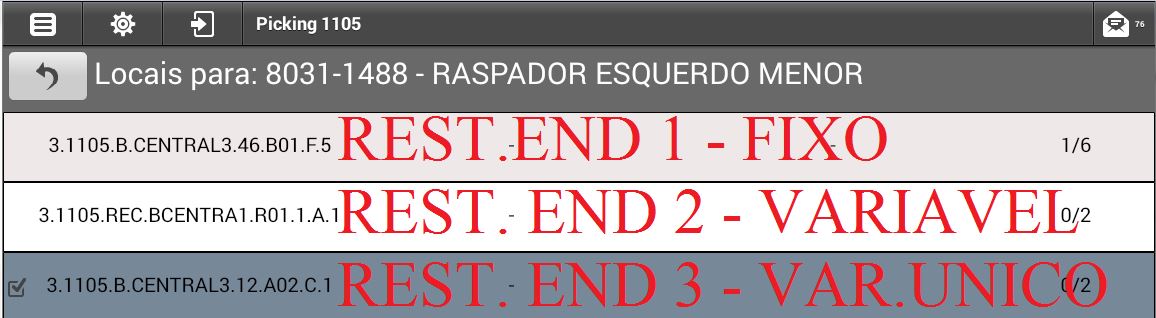 Picking 1105 76
Locais para: 8031-1488 - RASPADOR ESQUERDO MENOR
3.1105.B.CENTRAL3.46.B01.F.5 REST.END 1 - FIXO 1/6
3.1105.REC.BCENTRA1.R01.1.A.1 REST. END 2 - VARIAVEL 0/2
3.1105.B.CENTRAL3.12.A02.C.1 REST. END 3 - VAR.UNICO 0/2